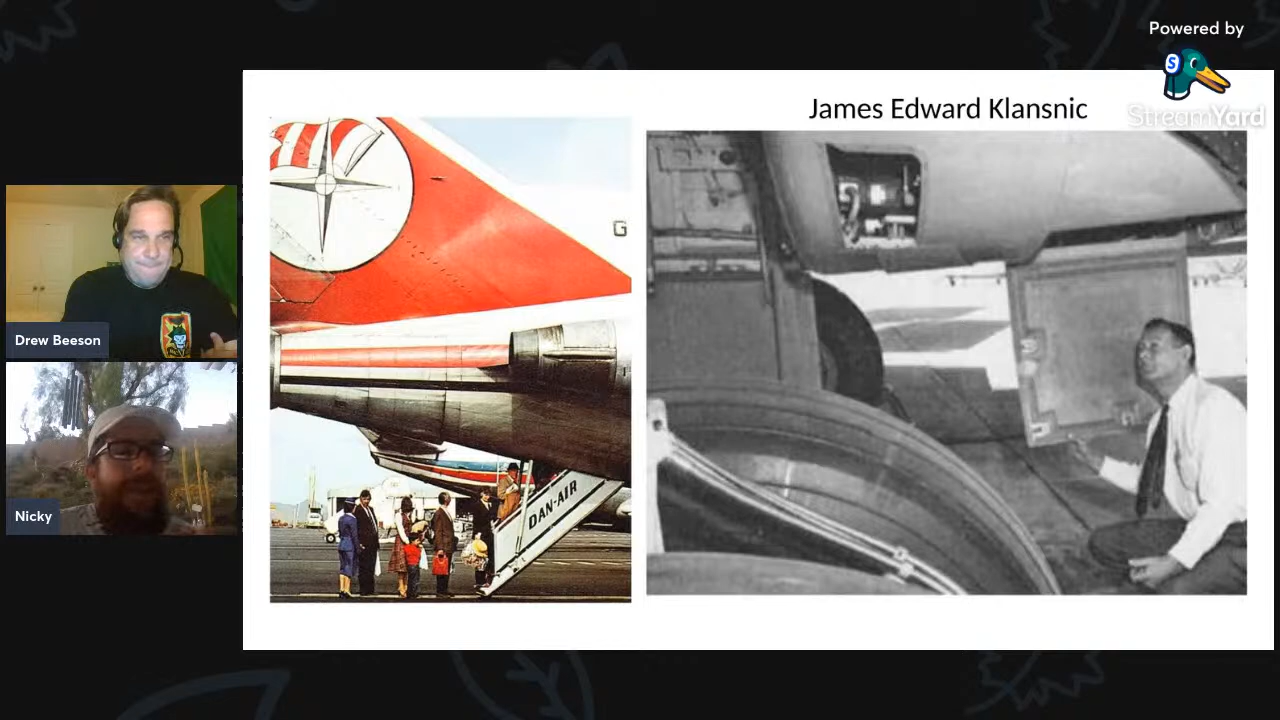 Powered by
S
StreamYard
James Edward Klansnic
G
DAN-AIR
Drew Beeson
Nicky